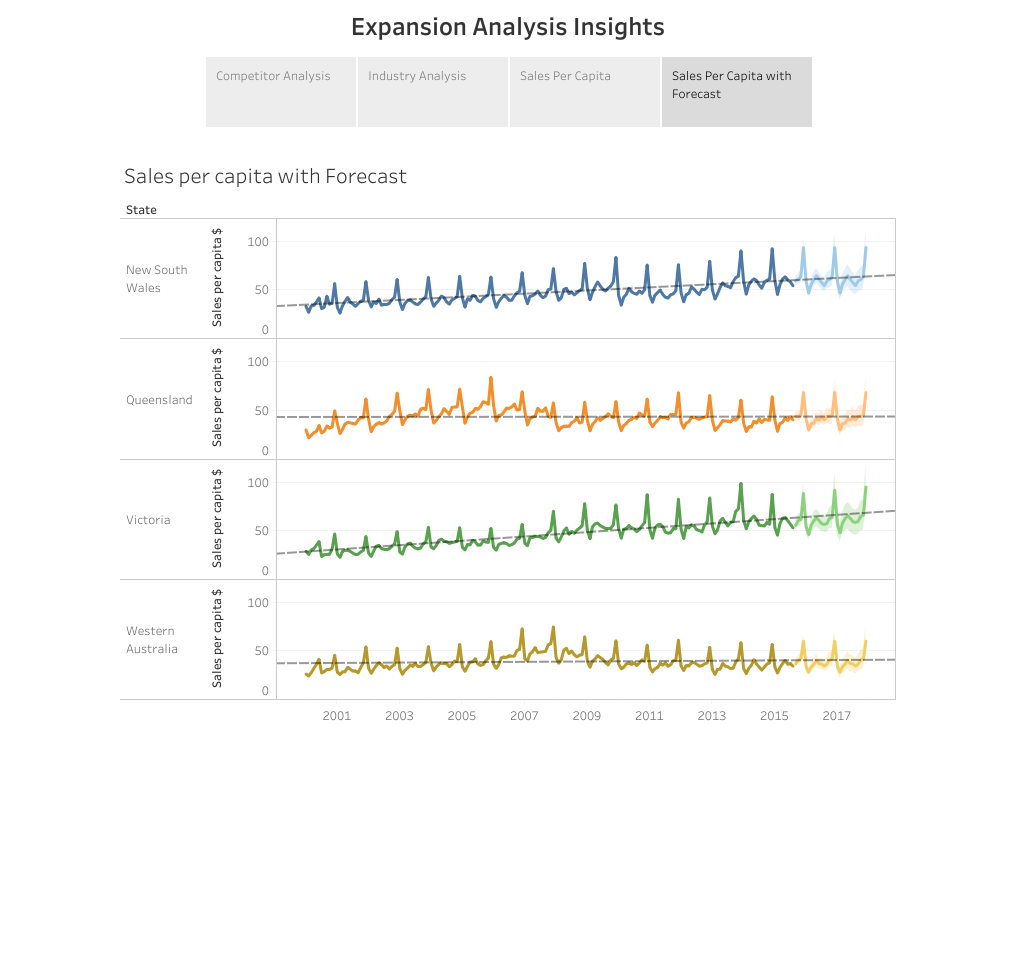 Expansion Analysis Insights
Competitor Analysis
Industry Analysis
Sales Per Capita
Sales Per Capita with
Forecast
Sales per capita with Forecast
State
New South
Wales
Sales per capita $
100
50
0
Queensland
Sales per capita $
100
50
0
Victoria
Sales per capita $
100
50
0
Western
Australia
Sales per capita $
100
50
0
2001 2003 2005 2007 2009 2011 2013 2015 2017